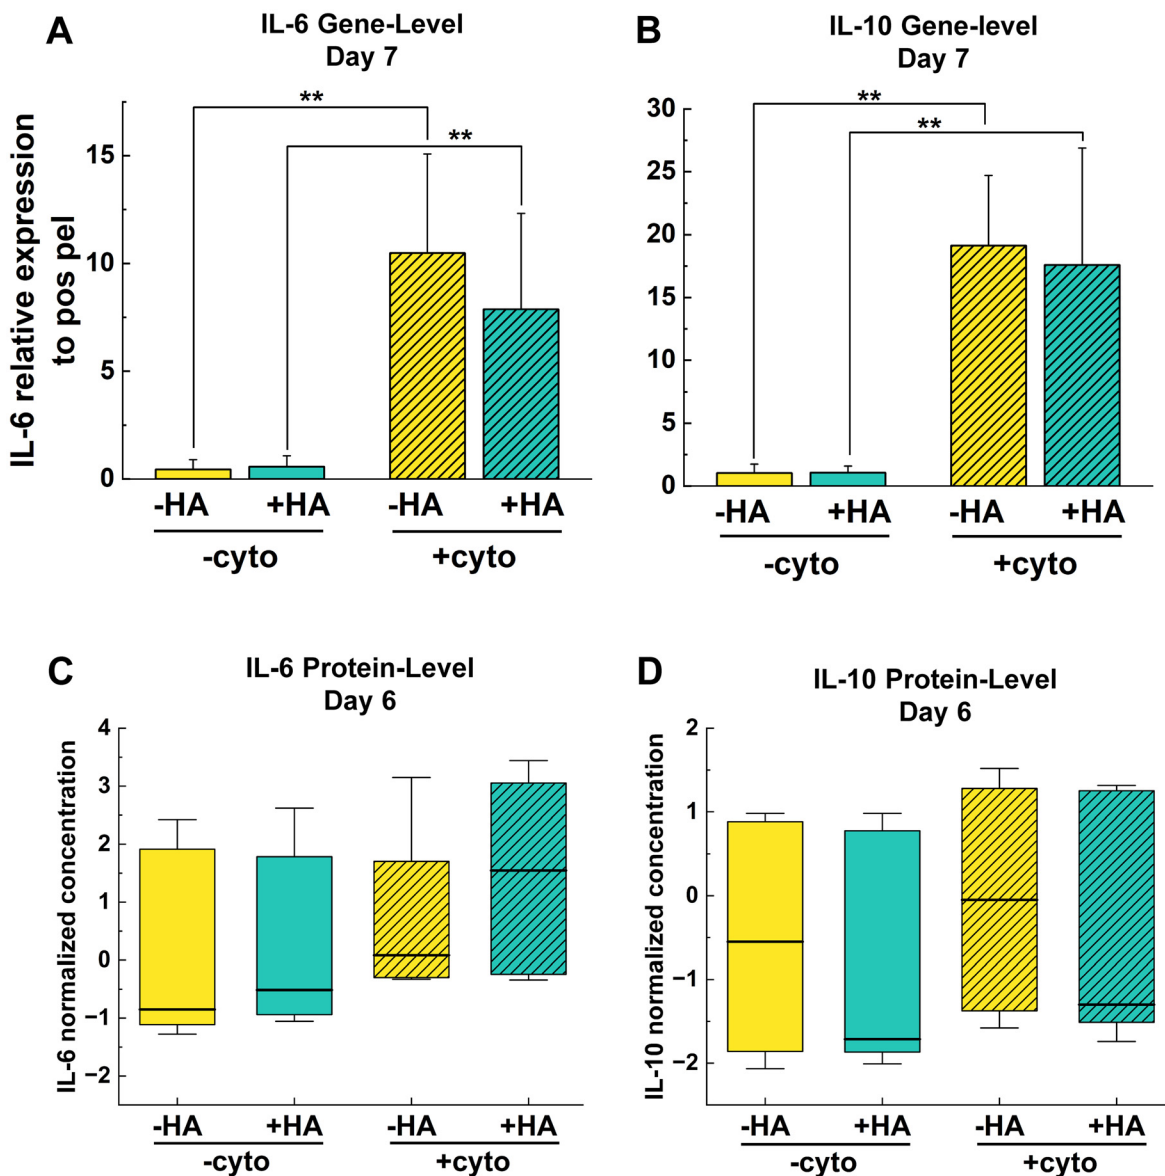 A
IL-6 Gene-Level
Day 7
IL-6 relative expression
to pos pel
15
10
5
0
**
**
-HA
+HA
-HA
+HA
-cyto
+cyto
B
IL-10 Gene-level
Day 7
30
25
20
15
10
5
0
**
**
-HA
+HA
-HA
+HA
-cyto
+cyto
C
IL-6 Protein-Level
Day 6
IL-6 normalized concentration
4
3
2
1
0
−1
−2
-HA
+HA
-HA
+HA
-cyto
+cyto
D
IL-10 Protein-Level
Day 6
IL-10 normalized concentration
2
1
0
−1
−2
-HA
+HA
-HA
+HA
-cyto
+cyto